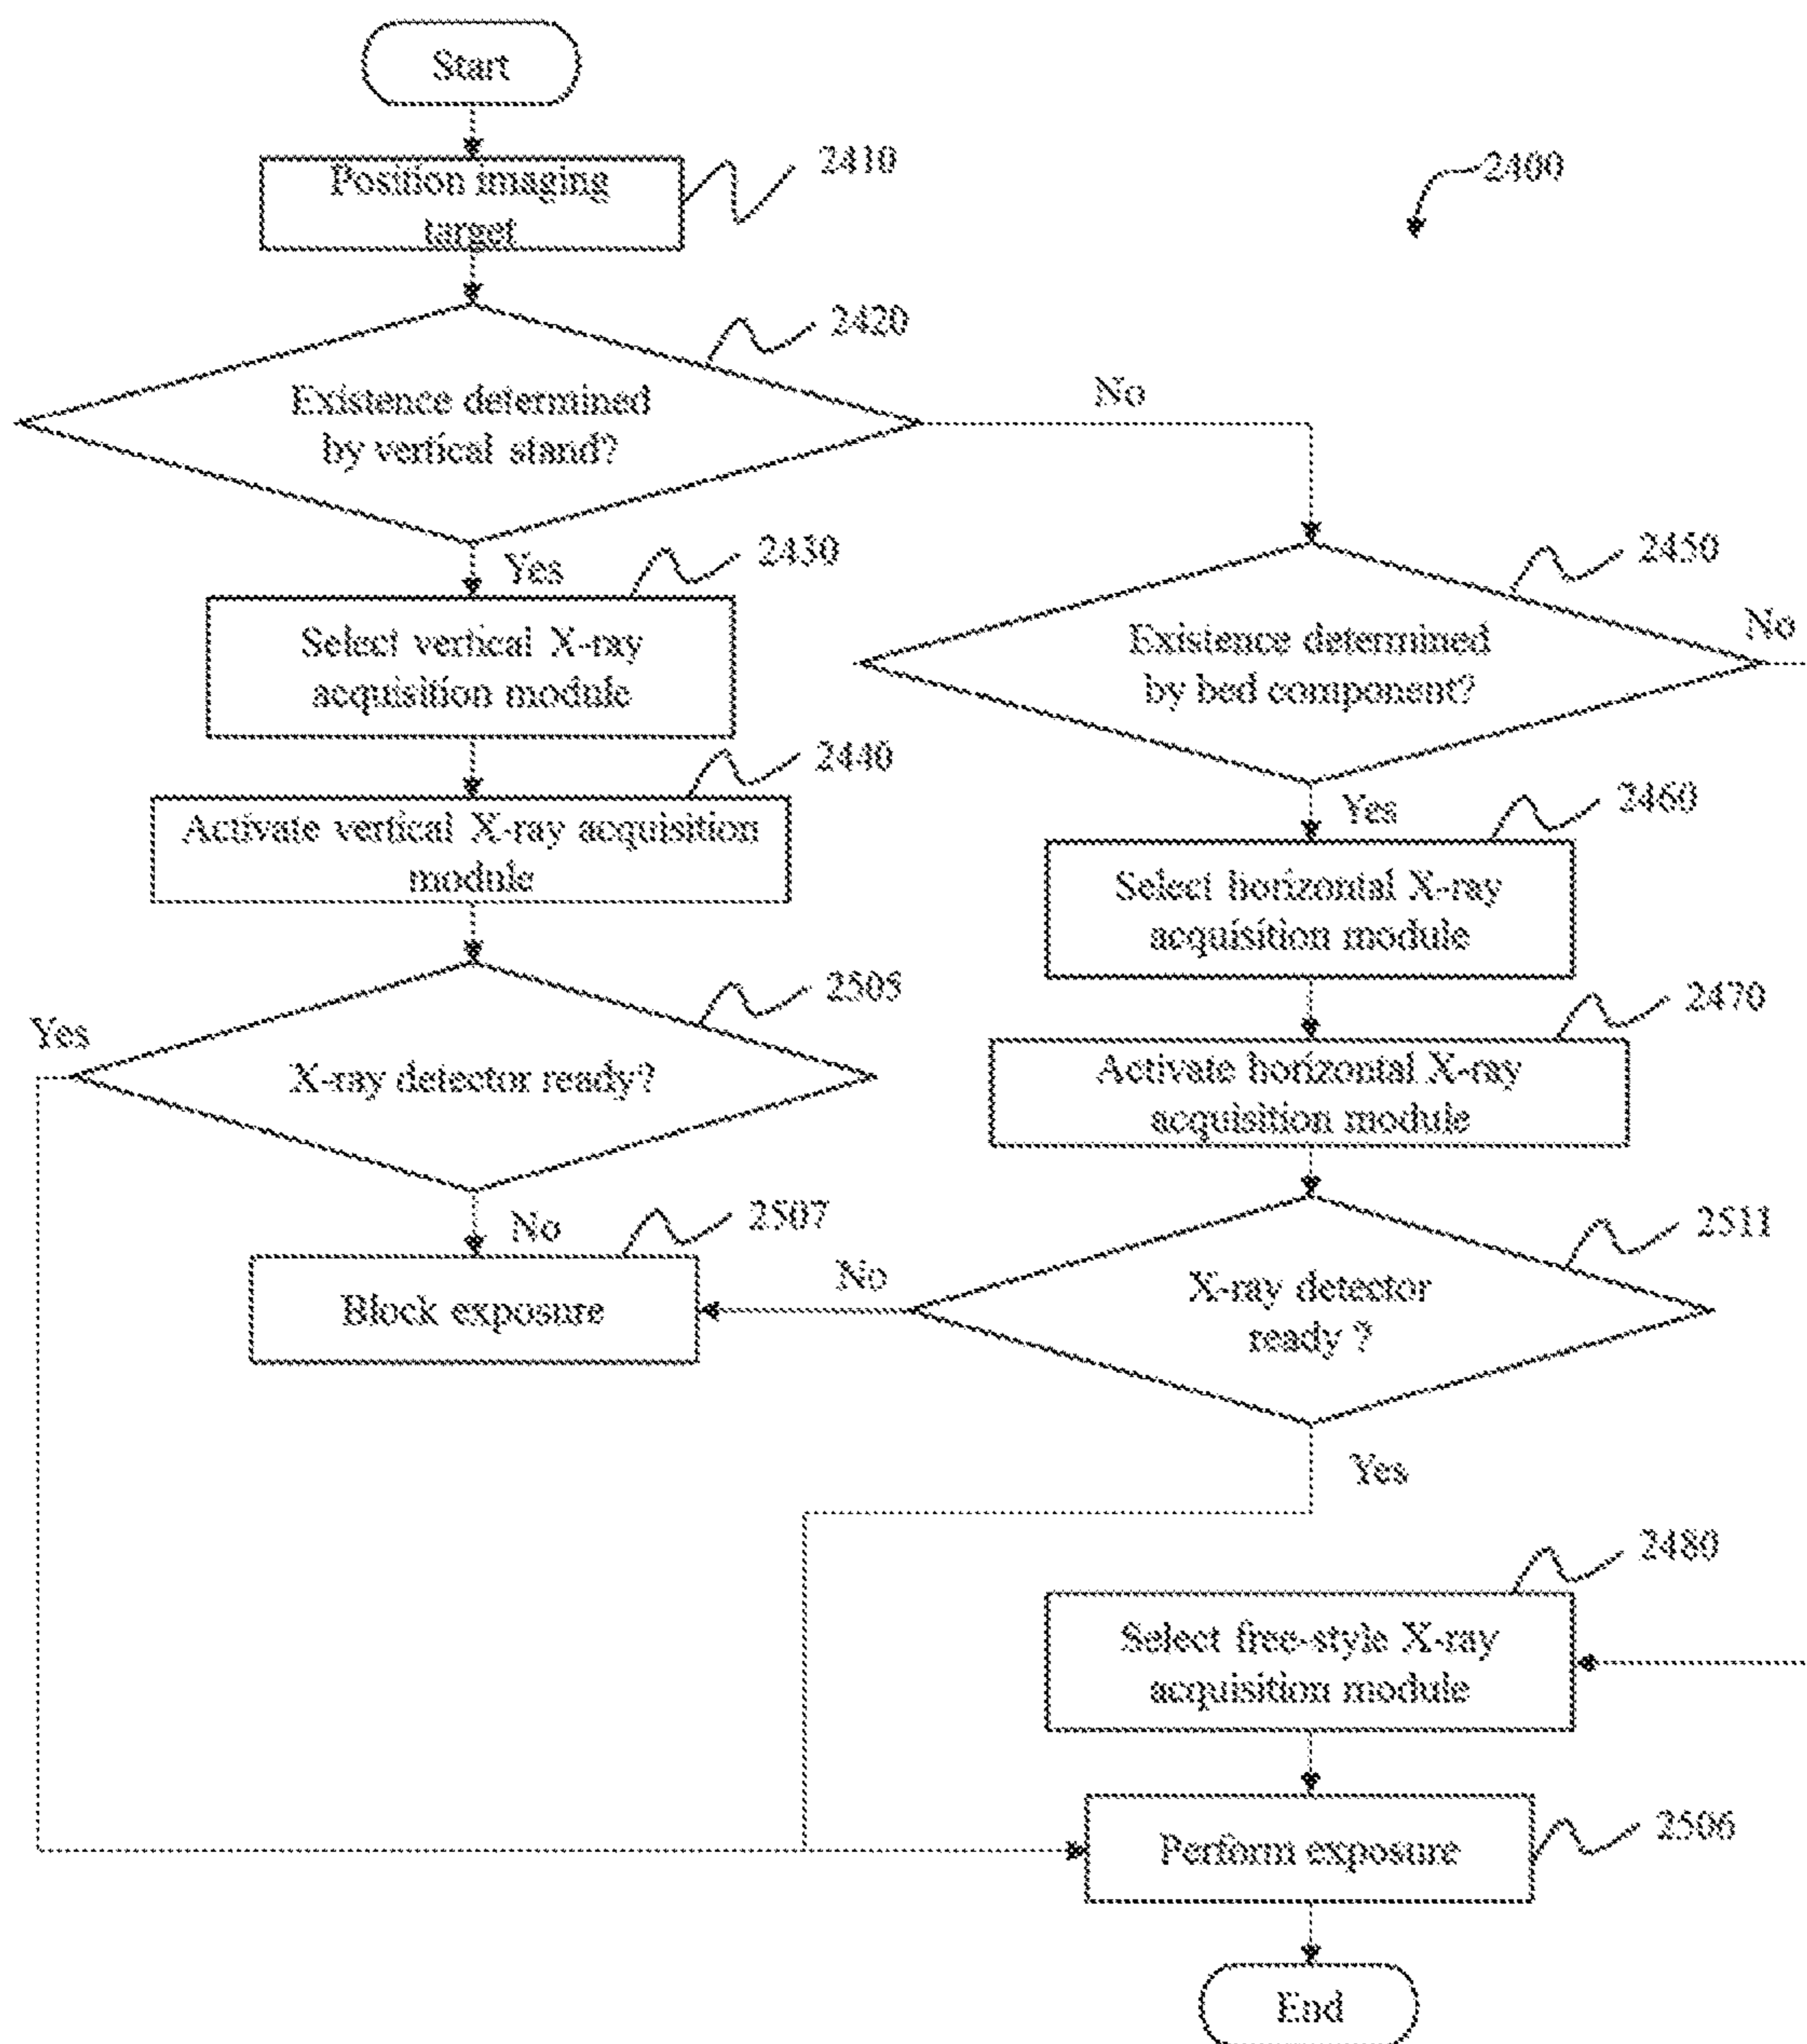 Start
Position imaging
target
2410
2400
Existence determined
by vertical stand?
2420
No
Yes
2430
Select vertical X-ray
acquisition module
2440
Activate vertical X-ray acquisition
module
2450
Existence determined
by bed component?
No
Yes
2460
Select horizontal X-ray
acquisition module
2470
Activate horizontal X-ray
acquisition module
2505
Yes
X-ray detector ready?
No
2507
Block exposure
No
2511
X-ray detector
ready ?
Yes
2480
Select free-style X-ray
acquisition module
2506
Perform exposure
End